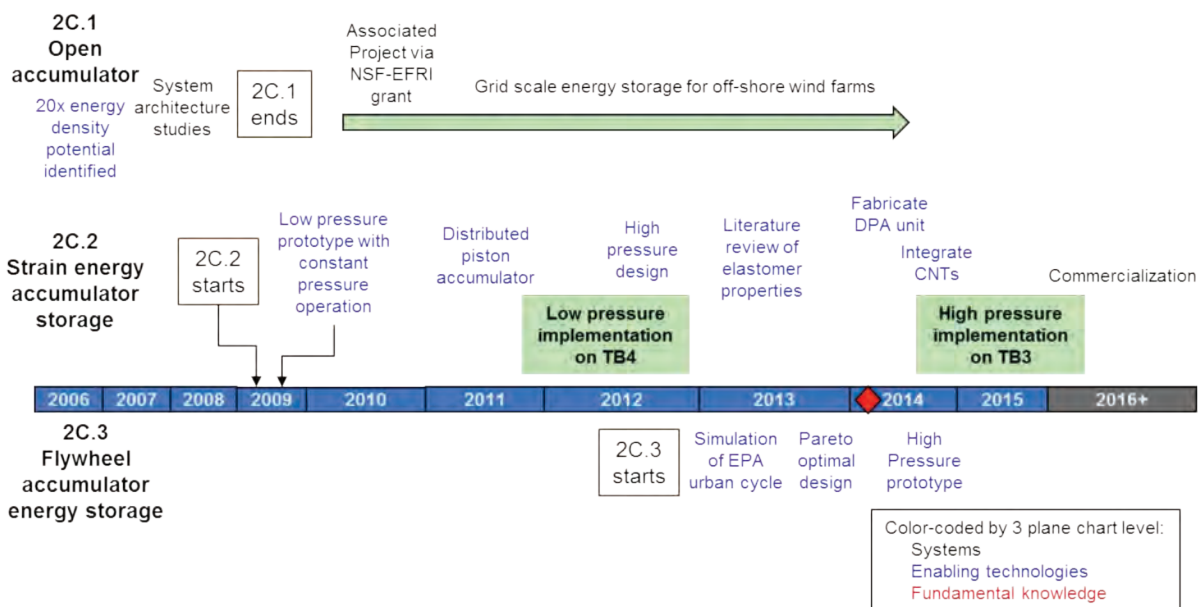 2C.1
Open
accumulator
20x energy
density
potential
identified
System
architecture
studies
2C.1
ends
Associated
Project via
NSF-EFRI
grant
Grid scale energy storage for off-shore wind farms
2C.2
Strain energy
accumulator
storage
2C.2
starts
Low pressure
prototype with
constant
pressure
operation
Distributed
piston
accumulator
High
pressure
design
Literature
review of
elastomer
properties
Fabricate
DPA unit
Integrate
CNTs
Commercialization
Low pressure
implementation
on TB4
High pressure
implementation
on TB3
2006 2007 2008 2009 2010 2011 2012 2013 2014 2015 2016+
2C.3
Flywheel
accumulator
energy storage
2C.3
starts
Simulation
of EPA
urban cycle
Pareto
optimal
design
High
Pressure
prototype
Color-coded by 3 plane chart level:
Systems
Enabling technologies
Fundamental knowledge